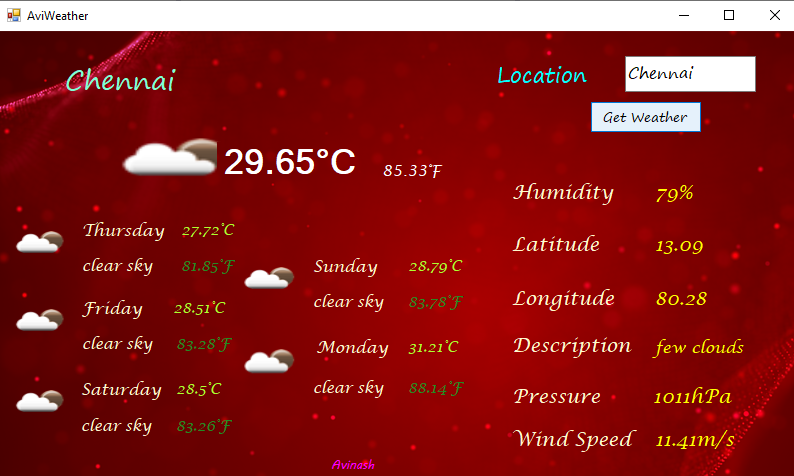 AviWeather
Chennai
Location Chennai
Get Weather
29.65°C 85.33°F
Thursday 27.72°C
clear sky 81.85°F
Friday 28.51°C
clear sky 83.28°F
Saturday 28.5°C
clear sky 83.26°F
Sunday 28.79°C
clear sky 83.78°F
Monday 31.21°C
clear sky 88.14°F
Humidity 79%
Latitude 13.09
Longitude 80.28
Description few clouds
Pressure 1011hPa
Wind Speed 11.41m/s
Avinash